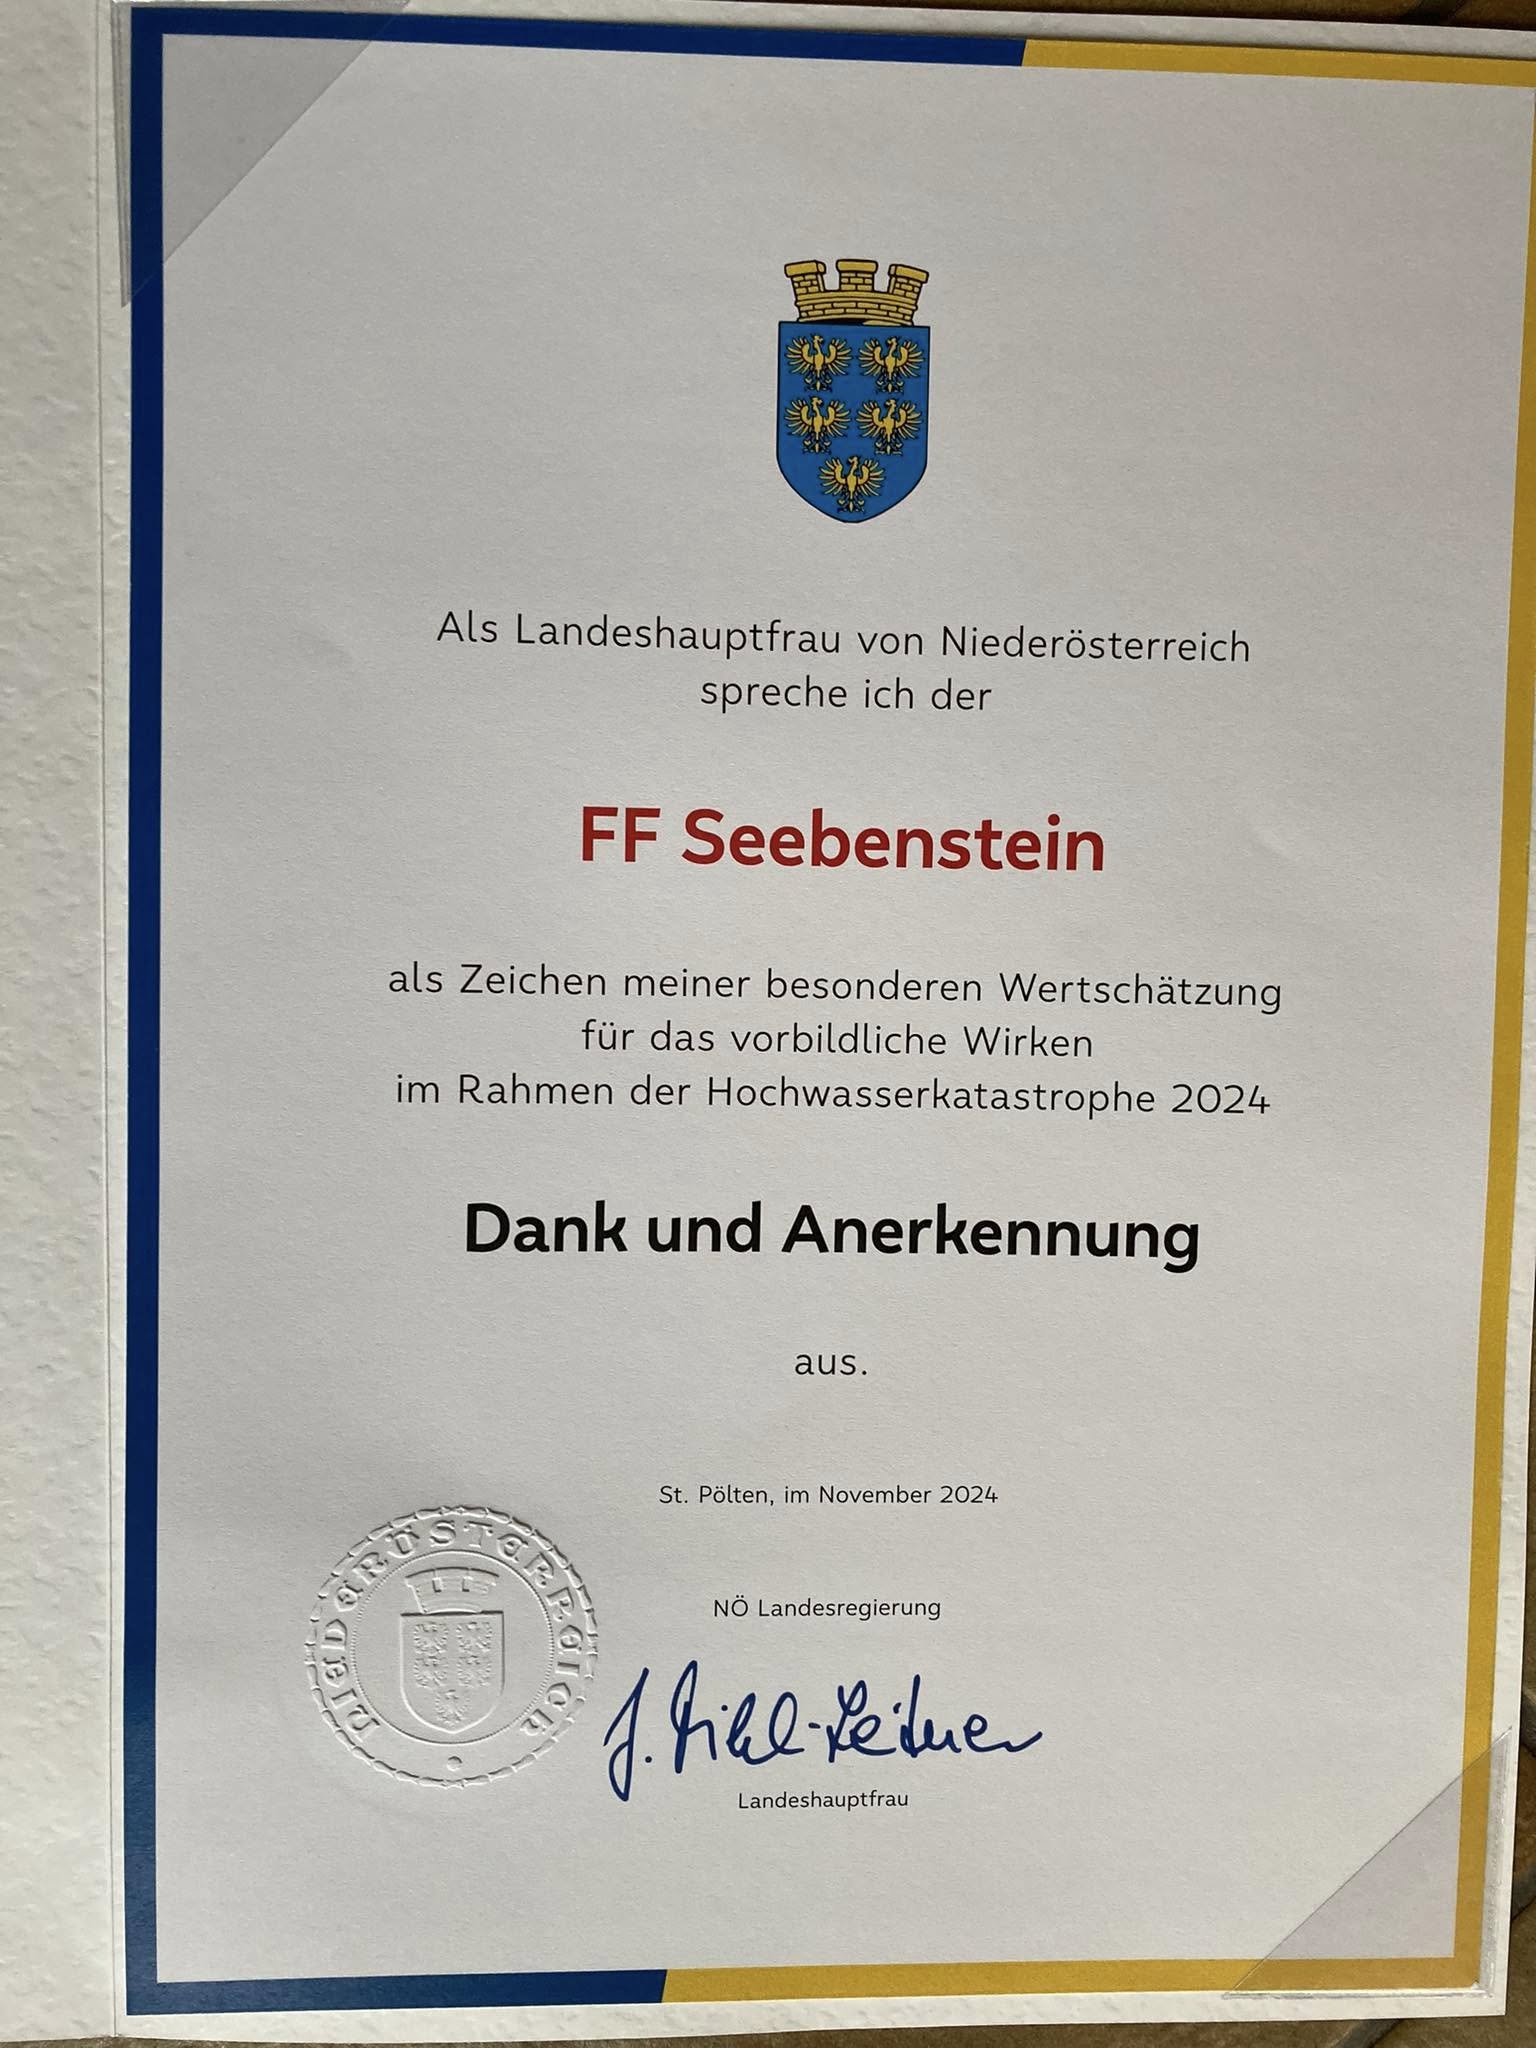 Als Landeshauptfrau von Niederösterreich
spreche ich der
FF Seebenstein
als Zeichen meiner besonderen Wertschätzung
für das vorbildliche Wirken
im Rahmen der Hochwasserkatastrophe 2024
Dank und Anerkennung
aus.
St. Pölten, im November 2024
NIEDERÖSTERREICH
NÖ Landesregierung
J. Mikl-Leitner
Landeshauptfrau